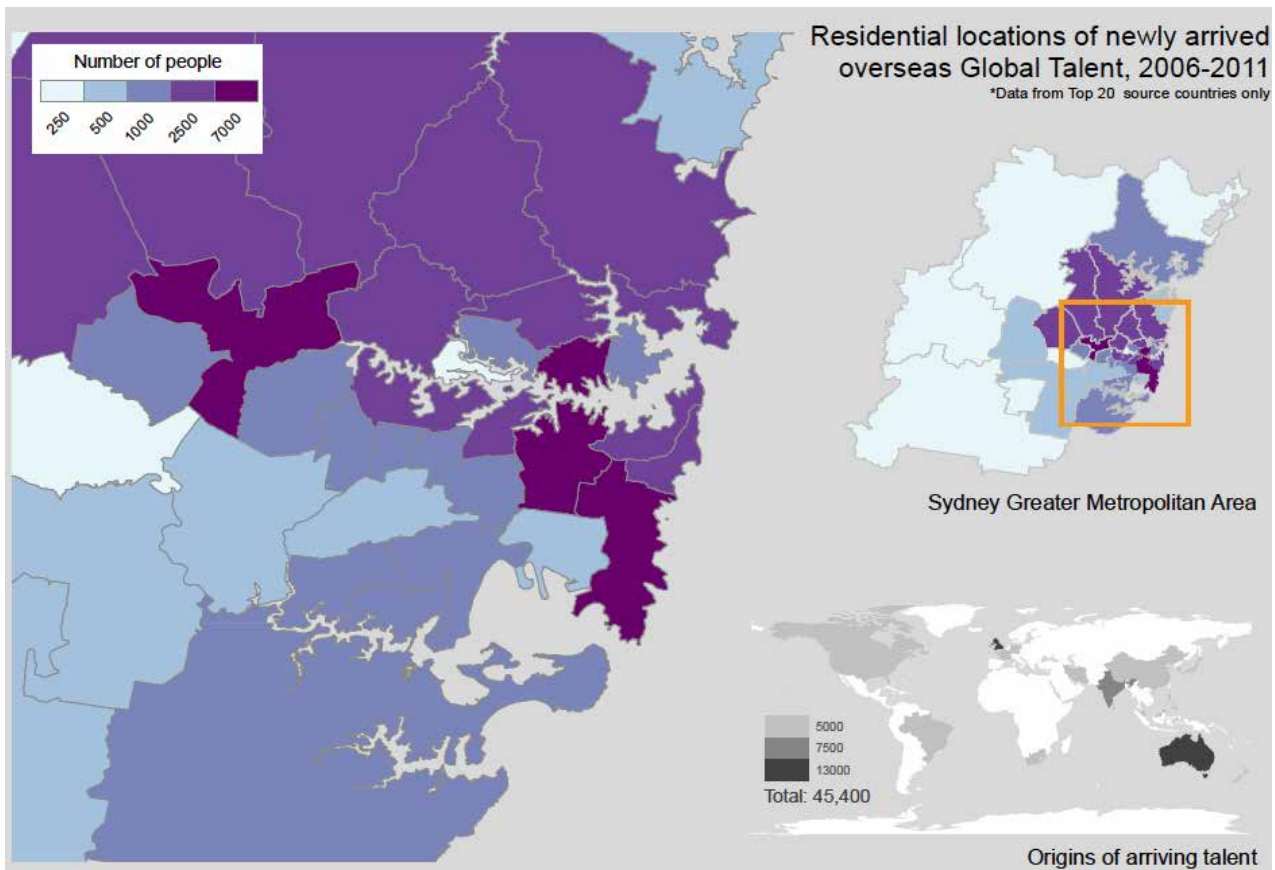 Number of people
250
500
1000
2500
7000
Residential locations of newly arrived
overseas Global Talent, 2006-2011
*Data from Top 20 source countries only
Sydney Greater Metropolitan Area
5000
7500
13000
Total: 45,400
Origins of arriving talent